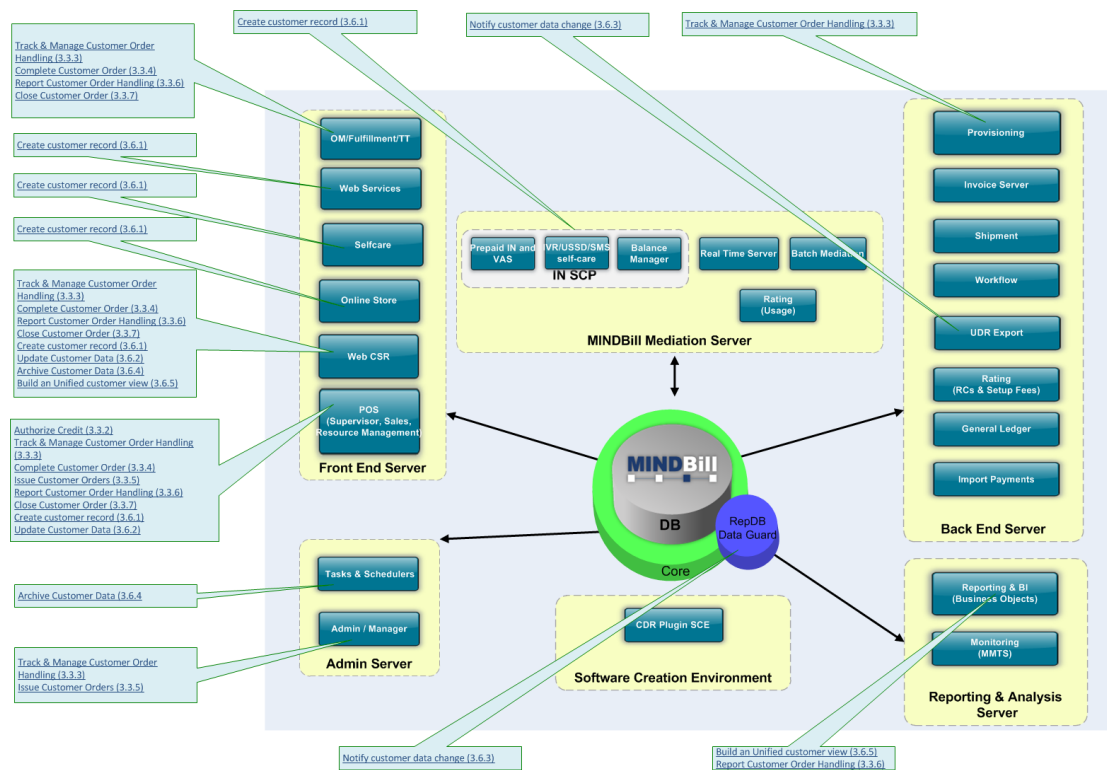 Create customer record (3.6.1)
Notify customer data change (3.6.3)
Track & Manage Customer Order Handling (3.3.3)
Track & Manage Customer Order
Handling (3.3.3)
Complete Customer Order (3.3.4)
Report Customer Order Handling (3.3.6)
Close Customer Order (3.3.7)
Create customer record (3.6.1)
Create customer record (3.6.1)
Create customer record (3.6.1)
Track & Manage Customer Order
Handling (3.3.3)
Complete Customer Order (3.3.4)
Report Customer Order Handling (3.3.6)
Close Customer Order (3.3.7)
Create customer record (3.6.1)
Update Customer Data (3.6.2)
Archive Customer Data (3.6.4)
Build an Unified customer view (3.6.5)
Authorize Credit (3.3.2)
Track & Manage Customer Order Handling
(3.3.3)
Complete Customer Order (3.3.4)
Issue Customer Orders (3.3.5)
Report Customer Order Handling (3.3.6)
Close Customer Order (3.3.7)
Create customer record (3.6.1)
Update Customer Data (3.6.2)
Archive Customer Data (3.6.4
Track & Manage Customer Order
Handling (3.3.3)
Issue Customer Orders (3.3.5)
OM/Fulfillment/TT
Web Services
Selfcare
Online Store
Web CSR
POS
(Supervisor, Sales,
Resource Management)
Front End Server
Tasks & Schedulers
Admin / Manager
Admin Server
Prepaid IN and
VAS
IVR/USSD/SMS
self-care
Balance
Manager
IN SCP
Real Time Server
Batch Mediation
Rating
(Usage)
MINDBill Mediation Server
MINDBill
DB
RepDB
Data Guard
Core
CDR Plugin SCE
Software Creation Environment
Provisioning
Invoice Server
Shipment
Workflow
UDR Export
Rating
(RCs & Setup Fees)
General Ledger
Import Payments
Back End Server
Reporting & BI
(Business Objects)
Monitoring
(MMTS)
Reporting & Analysis
Server
Notify customer data change (3.6.3)
Build an Unified customer view (3.6.5)
Report Customer Order Handling (3.3.6)